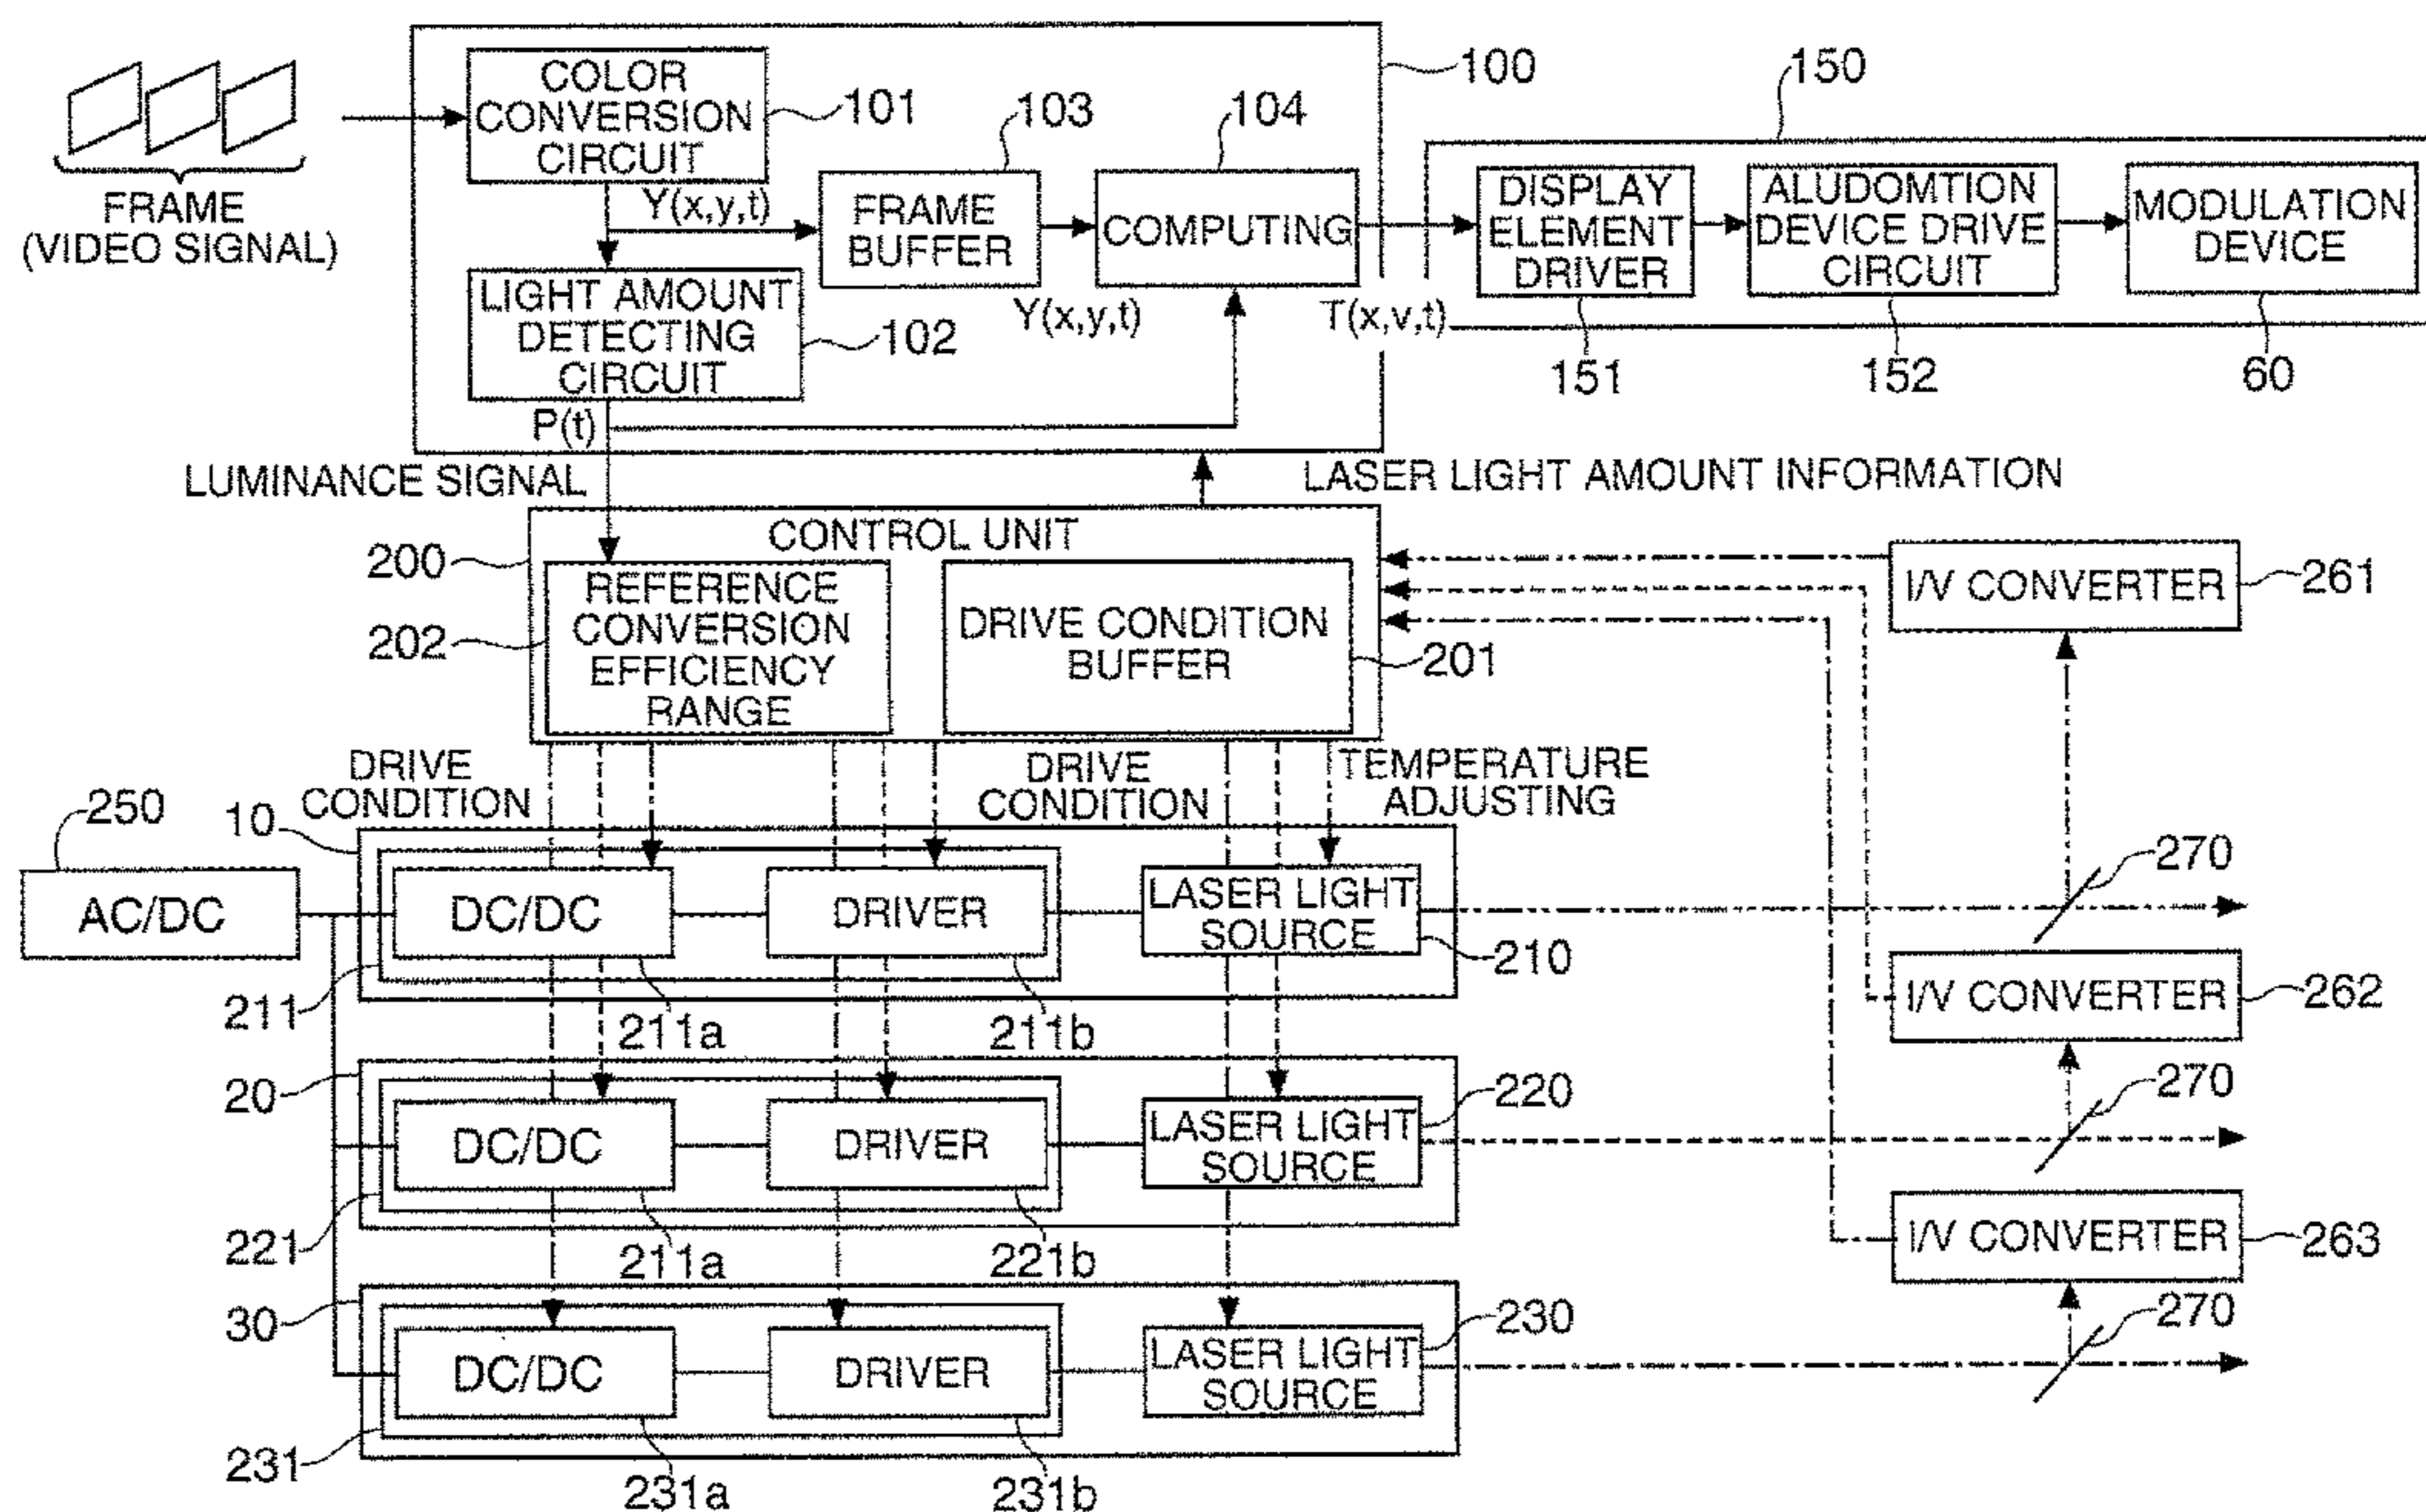 COLOR
CONVERSION
CIRCUIT
101
100
FRAME
(VIDEO SIGNAL)
Y(x,y,t)
103
FRAME
BUFFER
104
COMPUTING
Y(x,y,t)
T(x,v,t)
LIGHT AMOUNT
DETECTING
CIRCUIT
102
P(t)
150
DISPLAY
ELEMENT
DRIVER
151
ALUDOMTION
DEVICE DRIVE
CIRCUIT
152
MODULATION
DEVICE
60
LUMINANCE SIGNAL
LASER LIGHT AMOUNT INFORMATION
CONTROL UNIT
200
REFERENCE
CONVERSION
EFFICIENCY
RANGE
202
DRIVE CONDITION
BUFFER
201
I/V CONVERTER
261
DRIVE
CONDITION
DRIVE
CONDITION
TEMPERATURE
ADJUSTING
250
AC/DC
10
DC/DC
DRIVER
LASER LIGHT
SOURCE
210
270
211
211a
211b
I/V CONVERTER
262
20
DC/DC
DRIVER
LASER LIGHT
SOURCE
220
270
221
211a
221b
I/V CONVERTER
263
30
DC/DC
DRIVER
LASER LIGHT
SOURCE
230
270
231
231a
231b